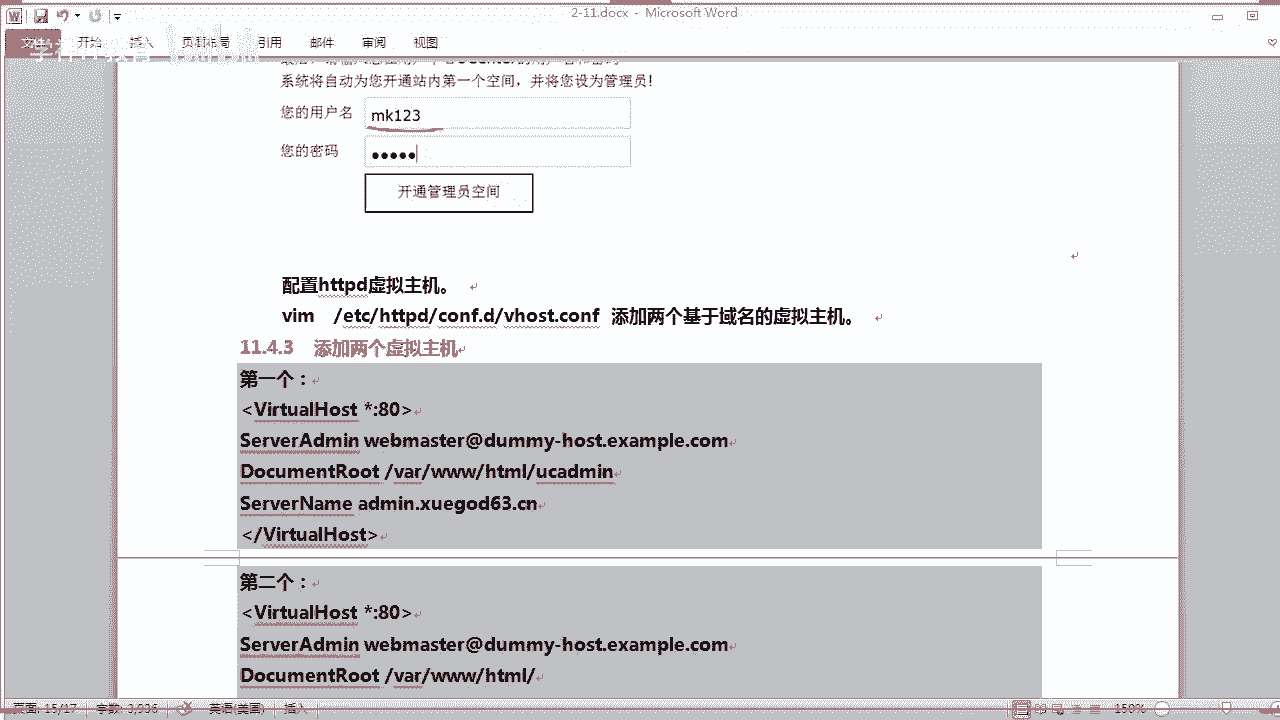 2-11.docx - Microsoft Word
文件 开始 插入 页面布局 引用 邮件 审阅 视图
系统将自动为您开通站内第一个空间，并将您设为管理员!
您的用户名 mk123
您的密码 ●●●●●
开通管理员空间
配置httpd虚拟主机。
vim /etc/httpd/conf.d/vhost.conf 添加两个基于域名的虚拟主机。
11.4.3 添加两个虚拟主机
第一个：
<VirtualHost *:80>
ServerAdmin webmaster@dummy-host.example.com
DocumentRoot /var/www/html/ucadmin
ServerName admin.xuegod63.cn
</VirtualHost>
第二个：
<VirtualHost *:80>
ServerAdmin webmaster@dummy-host.example.com
DocumentRoot /var/www/html/
页面: 15/17 字数: 3,936 英语(美国) 插入 150%